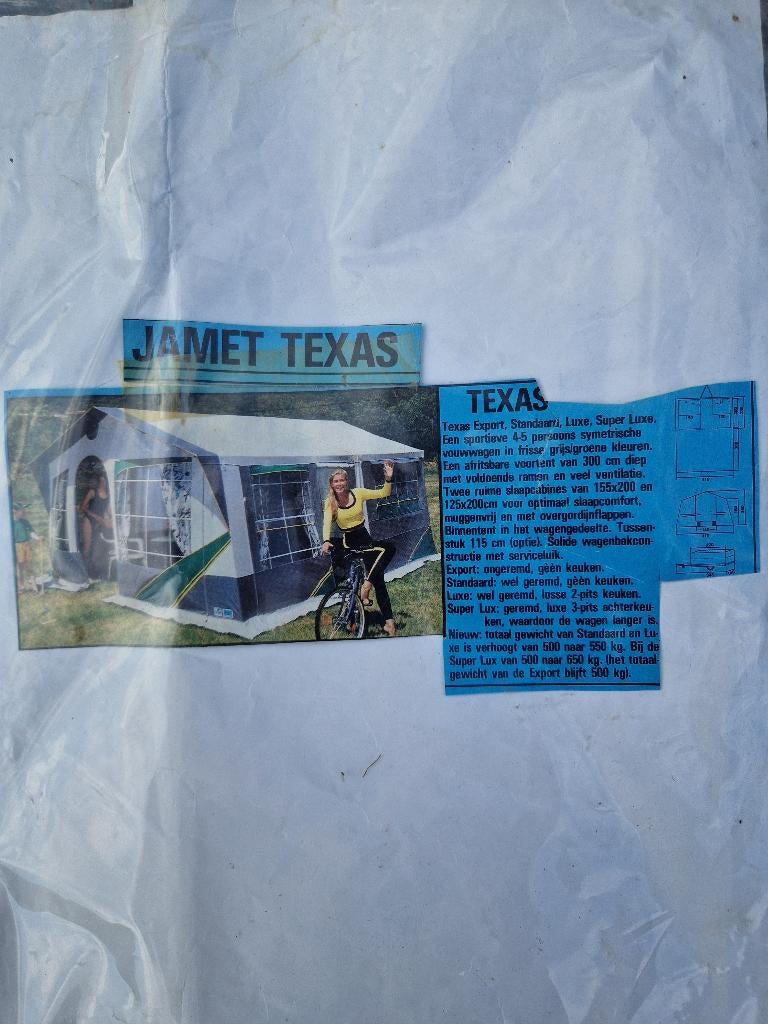 JAMET TEXAS
TEXAS
Texas Export, Standaard, Luxe, Super Luxe.
Een sportieve 4-5 persoons symetrische
vouwwagen in frisse grijs/groene kleuren.
Een afritsbare voortent van 300 cm diep
met voldoende ramen en veel ventilatie.
Twee ruime slaapcabines van 155x200 en
125x200cm voor optimaal slaapcomfort,
muggenvrij en met overgordijnflappen.
Binnentent in het wagengedeelte. Tussen-
stuk 115 cm (optie). Solide wagenbakcon-
structie met serviceluik.
Export: ongeremd, gèèn keuken.
Standaard: wel geremd, gèèn keuken.
Luxe: wel geremd, losse 2-pits keuken.
Super Lux: geremd, luxe 3-pits achterkeu-
ken, waardoor de wagen langer is.
Nieuw: totaal gewicht van Standaard en Lu-
xe is verhoogt van 500 naar 550 kg. Bij de
Super Lux van 500 naar 650 kg. (het totaal-
gewicht van de Export blijft 500 kg).